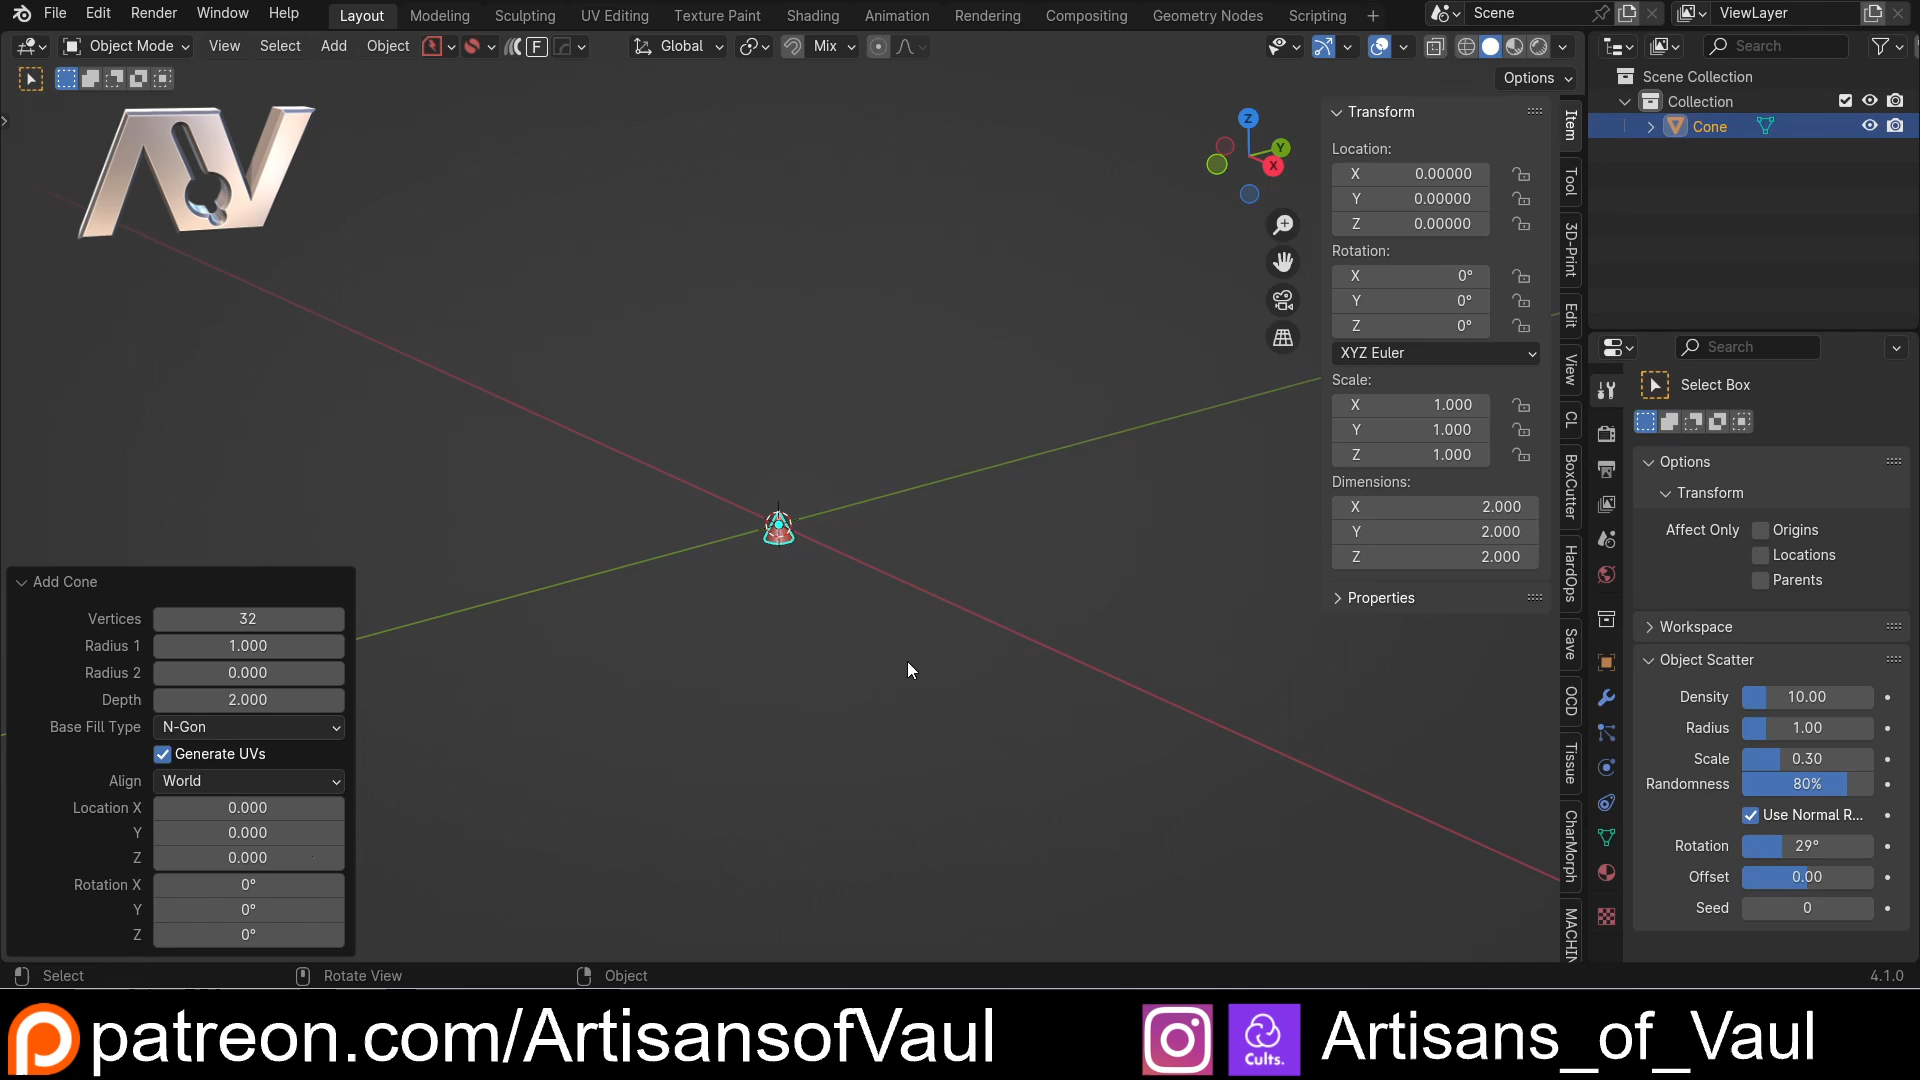 File Edit Render Window Help Layout Modeling Sculpting UV Editing Texture Paint Shading Animation Rendering Compositing Geometry Nodes Scripting + Scene ViewLayer
Object Mode View Select Add Object F Global Mix Search
Options
Scene Collection
Collection
Cone
Z
Y
X
Transform
Location:
X 0.00000
Y 0.00000
Z 0.00000
Rotation:
X 0°
Y 0°
Z 0°
XYZ Euler
Scale:
X 1.000
Y 1.000
Z 1.000
Dimensions:
X 2.000
Y 2.000
Z 2.000
Properties
Item
Tool
3D-Print
Edit
View
CL
BoxCutter
HardOps
Save
OCD
Tissue
CharMorph
MACHIN
Search
Select Box
Options
Transform
Affect Only Origins
Locations
Parents
Workspace
Object Scatter
Density 10.00
Radius 1.00
Scale 0.30
Randomness 80%
Use Normal R...
Rotation 29°
Offset 0.00
Seed 0
Add Cone
Vertices 32
Radius 1 1.000
Radius 2 0.000
Depth 2.000
Base Fill Type N-Gon
Generate UVs
Align World
Location X 0.000
Y 0.000
Z 0.000
Rotation X 0°
Y 0°
Z 0°
Select Rotate View Object 4.1.0
patreon.com/ArtisansofVaul Cults. Artisans_of_Vaul